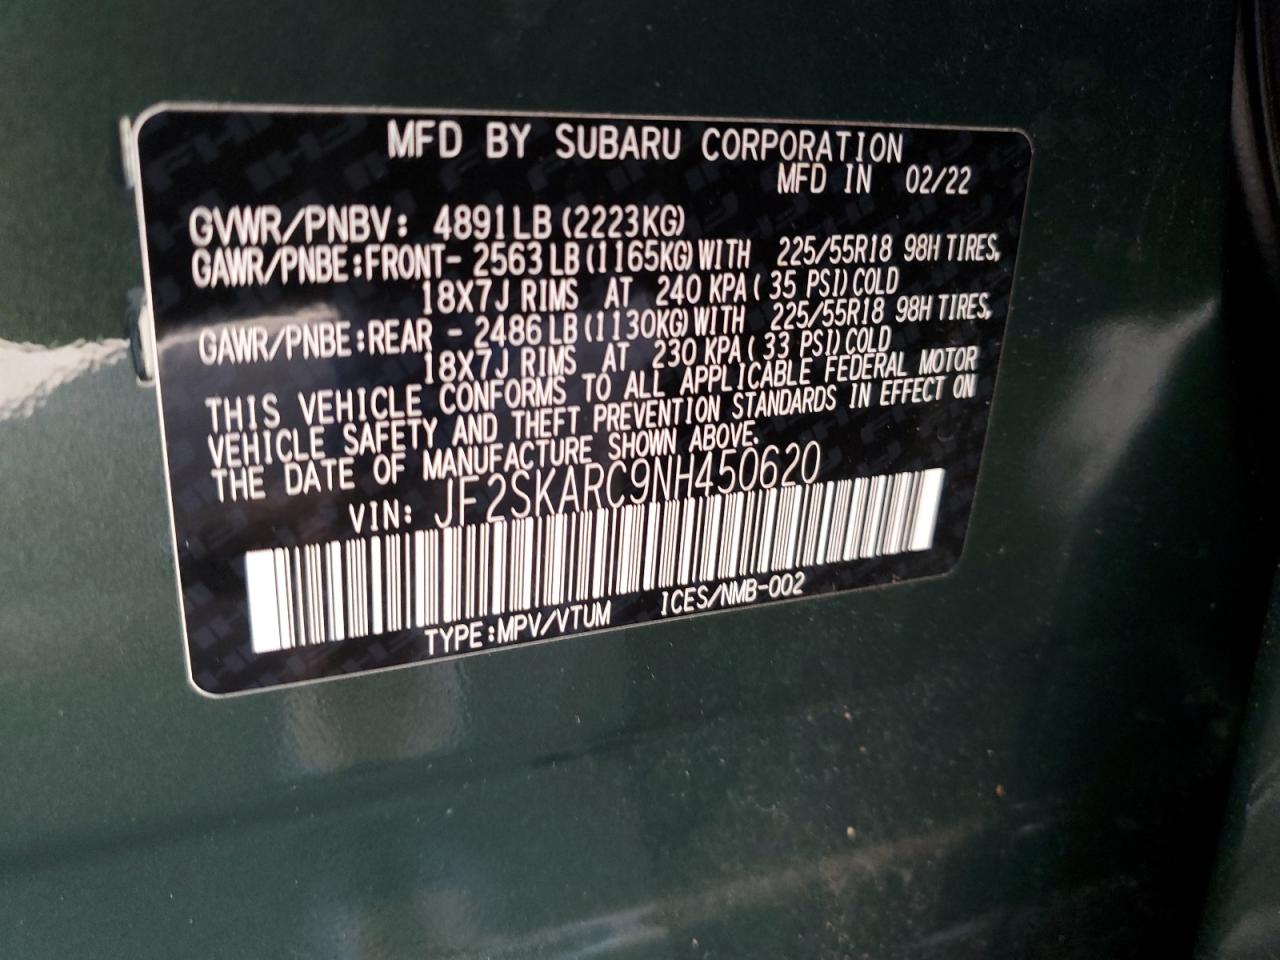 MFD BY SUBARU CORPORATION
MFD IN 02/22
GVWR/PNBV: 4891LB (2223KG)
GAWR/PNBE:FRONT- 2563LB(1165KG)WITH 225/55R18 98H TIRES,
18X7J RIMS AT 240 KPA( 35 PSI)COLD
GAWR/PNBE:REAR - 2486LB(1130KG)WITH 225/55R18 98H TIRES,
18X7J RIMS AT 230 KPA( 33 PSI)COLD
THIS VEHICLE CONFORMS TO ALL APPLICABLE FEDERAL MOTOR
VEHICLE SAFETY AND THEFT PREVENTION STANDARDS IN EFFECT ON
THE DATE OF MANUFACTURE SHOWN ABOVE.
VIN: JF2SKARC9NH450620
TYPE:MPV/VTUM ICES/NMB-002